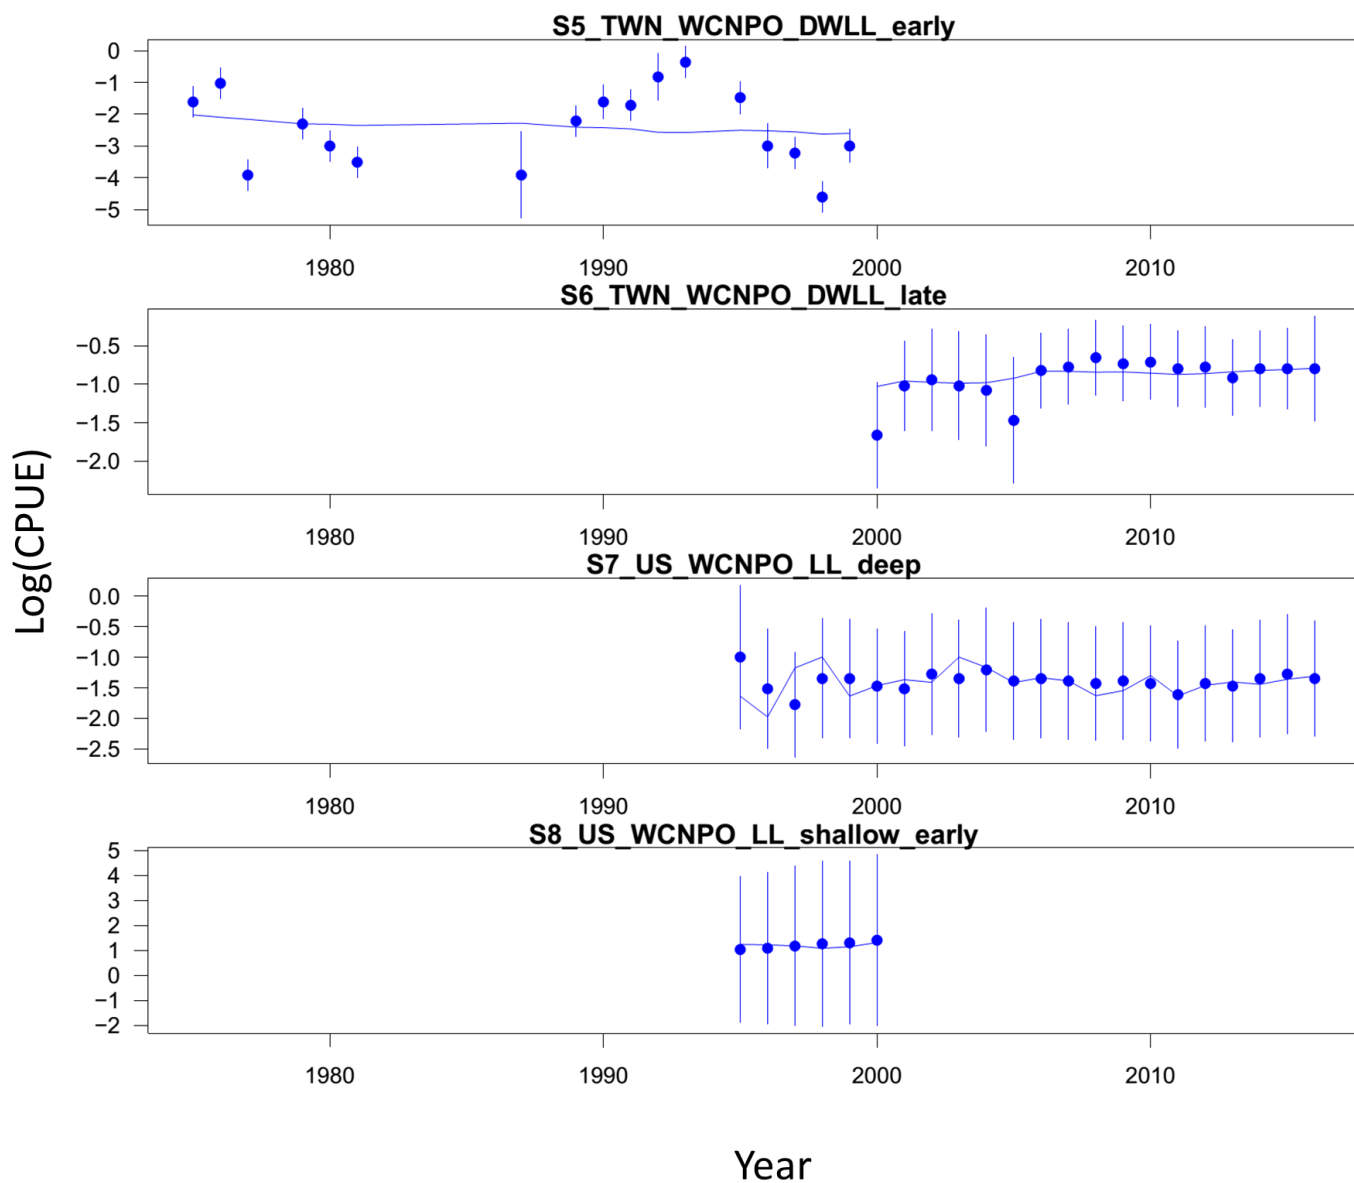 S5_TWN_WCNPO_DWLL_early
0
−1
−2
−3
−4
−5
1980 1990 2000 2010
S6_TWN_WCNPO_DWLL_late
−0.5
−1.0
−1.5
−2.0
1980 1990 2000 2010
S7_US_WCNPO_LL_deep
0.0
−0.5
−1.0
−1.5
−2.0
−2.5
1980 1990 2000 2010
S8_US_WCNPO_LL_shallow_early
5
4
3
2
1
0
−1
−2
1980 1990 2000 2010
Log(CPUE)
Year